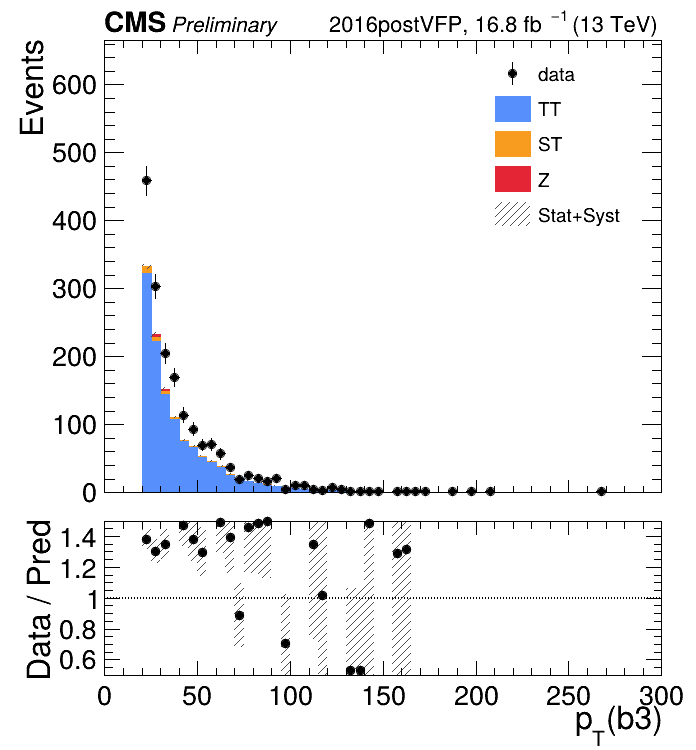 CMS Preliminary 2016postVFP, 16.8 fb⁻¹ (13 TeV)
Events
600
500
400
300
200
100
0
data
TT
ST
Z
Stat+Syst
Data / Pred
1.4
1.2
1
0.8
0.6
0 50 100 150 200 250 300
p_T(b3)